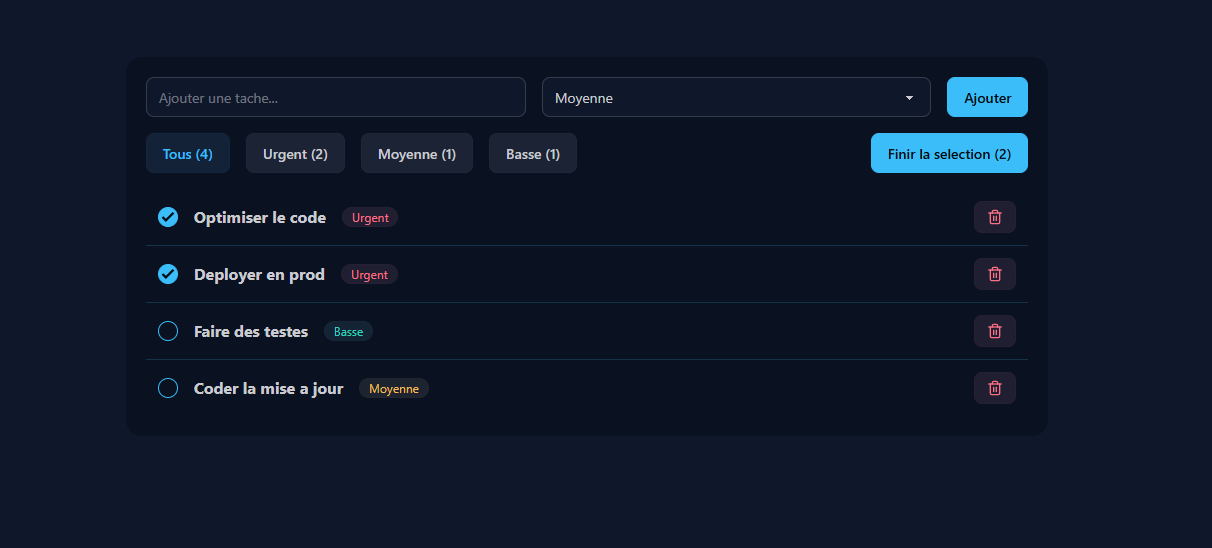 Ajouter une tache... Moyenne Ajouter
Tous (4) Urgent (2) Moyenne (1) Basse (1) Finir la selection (2)
Optimiser le code Urgent
Deployer en prod Urgent
Faire des testes Basse
Coder la mise a jour Moyenne